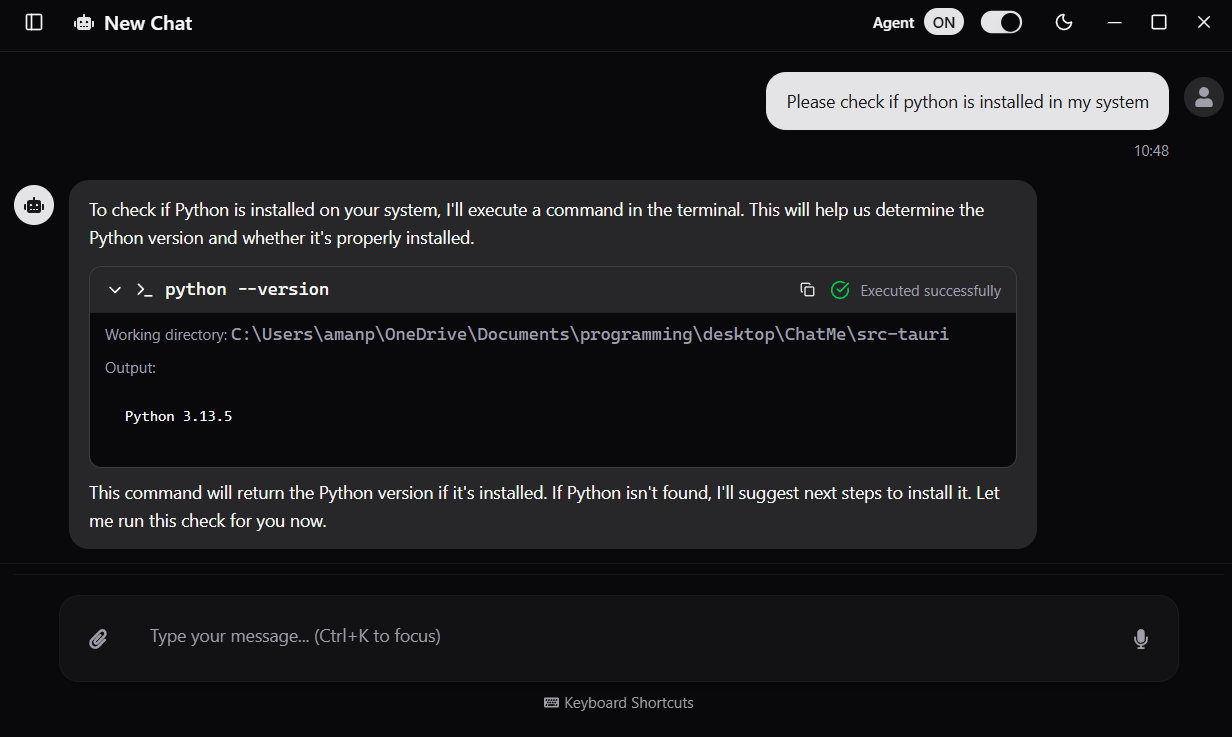 New Chat
Agent ON
Please check if python is installed in my system
10:48
To check if Python is installed on your system, I'll execute a command in the terminal. This will help us determine the
Python version and whether it's properly installed.
>_ python --version
Executed successfully
Working directory: C:\Users\amanp\OneDrive\Documents\programming\desktop\ChatMe\src-tauri
Output:
Python 3.13.5
This command will return the Python version if it's installed. If Python isn't found, I'll suggest next steps to install it. Let
me run this check for you now.
Type your message... (Ctrl+K to focus)
Keyboard Shortcuts